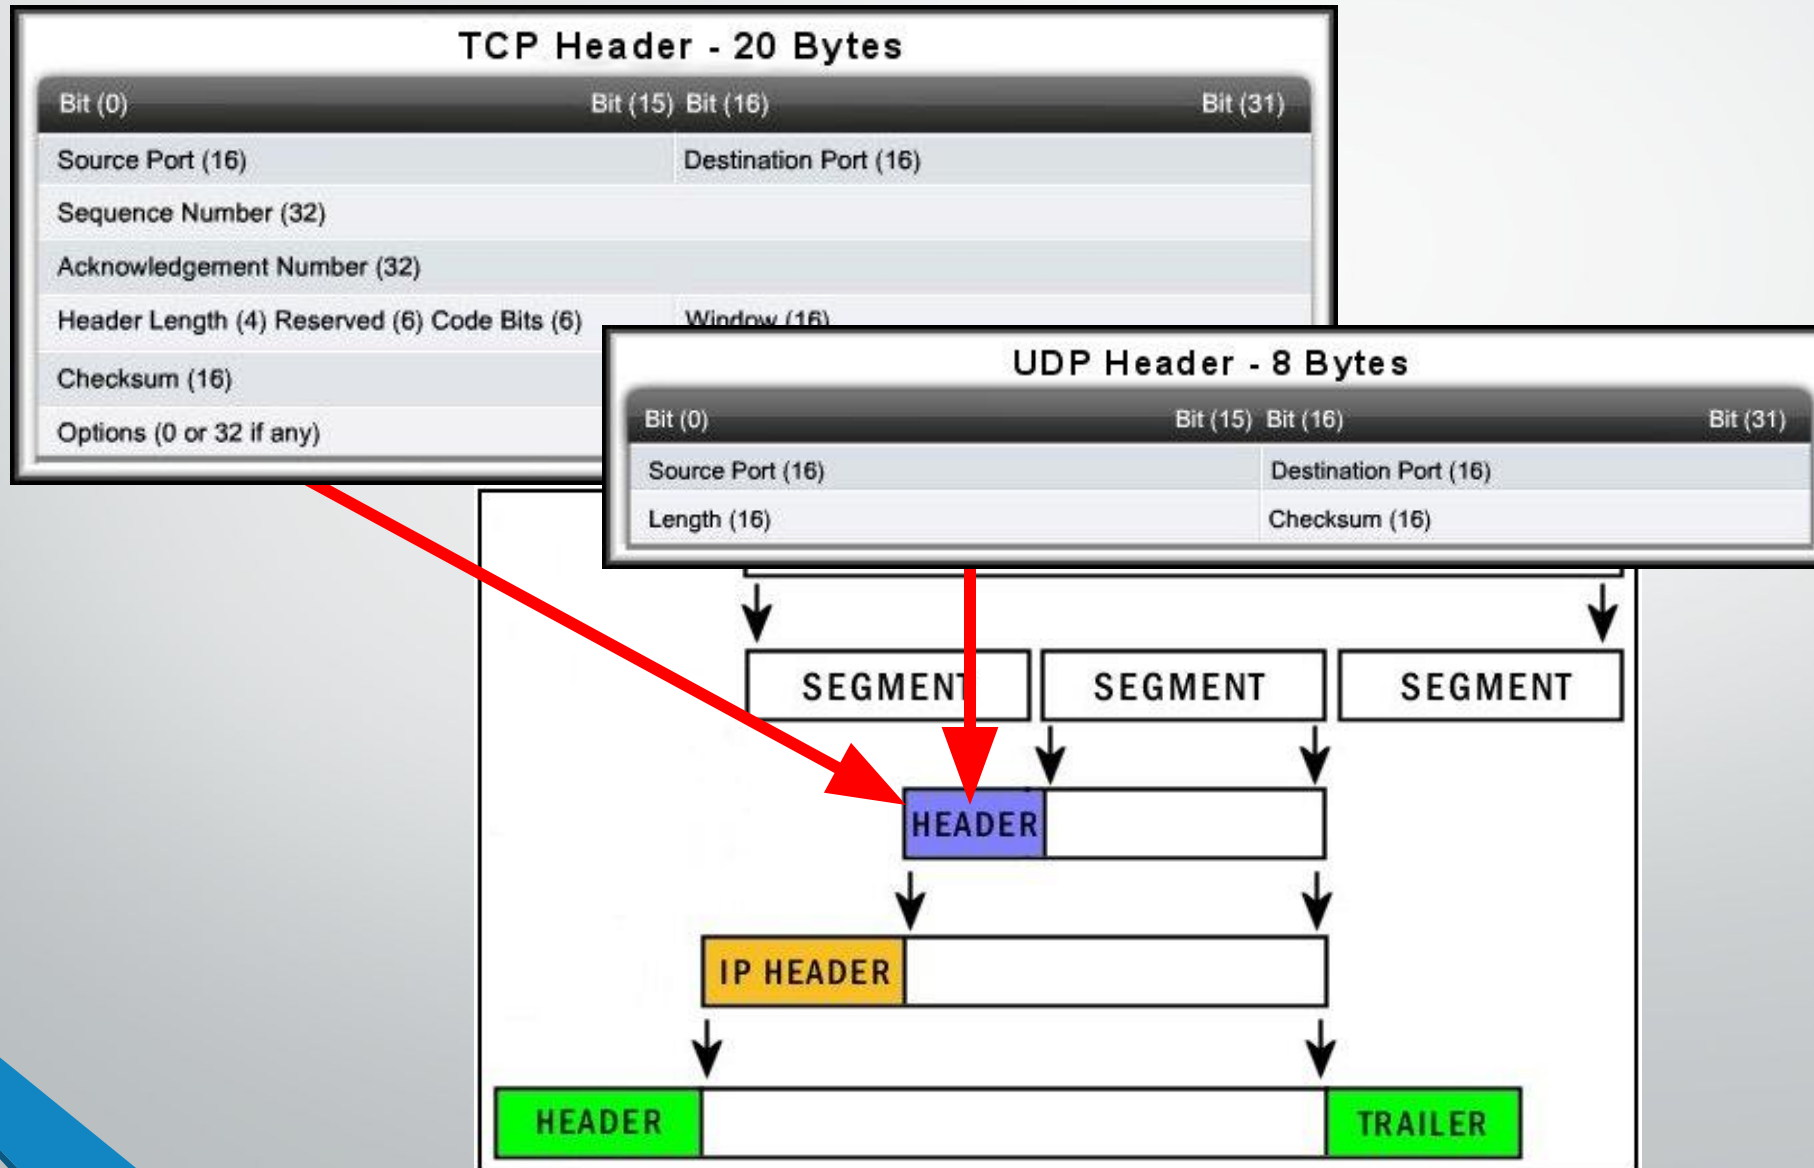 TCP Header - 20 Bytes
Bit (0) Bit (15) Bit (16) Bit (31)
Source Port (16) Destination Port (16)
Sequence Number (32)
Acknowledgement Number (32)
Header Length (4) Reserved (6) Code Bits (6) Window (16)
Checksum (16)
Options (0 or 32 if any)
UDP Header - 8 Bytes
Bit (0) Bit (15) Bit (16) Bit (31)
Source Port (16) Destination Port (16)
Length (16) Checksum (16)
SEGMENT SEGMENT SEGMENT
HEADER
IP HEADER
HEADER TRAILER